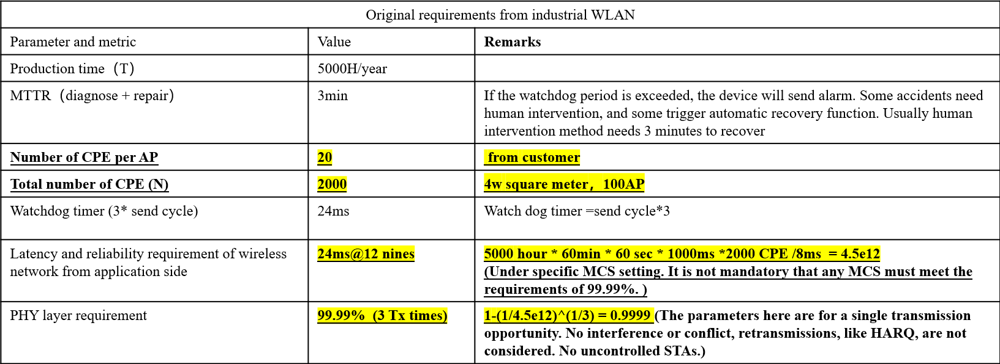 Original requirements from industrial WLAN
Parameter and metric
Value
Remarks
Production time（T）
5000H/year
MTTR（diagnose + repair）
3min
If the watchdog period is exceeded, the device will send alarm. Some accidents need
human intervention, and some trigger automatic recovery function. Usually human
intervention method needs 3 minutes to recover
Number of CPE per AP
20
from customer
Total number of CPE (N)
2000
4w square meter，100AP
Watchdog timer (3* send cycle)
24ms
Watch dog timer =send cycle*3
Latency and reliability requirement of wireless
network from application side
24ms@12 nines
5000 hour * 60min * 60 sec * 1000ms *2000 CPE /8ms  = 4.5e12
(Under specific MCS setting. It is not mandatory that any MCS must meet the
requirements of 99.99%. )
PHY layer requirement
99.99%  (3 Tx times)
1-(1/4.5e12)^(1/3) = 0.9999 (The parameters here are for a single transmission
opportunity. No interference or conflict, retransmissions, like HARQ, are not
considered. No uncontrolled STAs.)